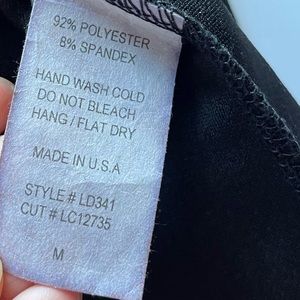 92% POLYESTER
8% SPANDEX
HAND WASH COLD
DO NOT BLEACH
HANG / FLAT DRY
MADE IN U.S.A
STYLE # LD341
CUT # LC12735
M